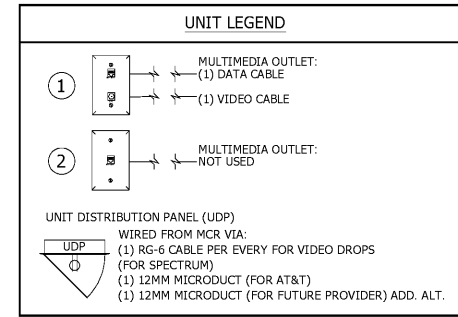 UNIT LEGEND
1
MULTIMEDIA OUTLET:
(1) DATA CABLE
(1) VIDEO CABLE
2
MULTIMEDIA OUTLET:
NOT USED
UNIT DISTRIBUTION PANEL (UDP)
UDP
WIRED FROM MCR VIA:
(1) RG-6 CABLE PER EVERY FOR VIDEO DROPS
(FOR SPECTRUM)
(1) 12MM MICRODUCT (FOR AT&T)
(1) 12MM MICRODUCT (FOR FUTURE PROVIDER) ADD. ALT.